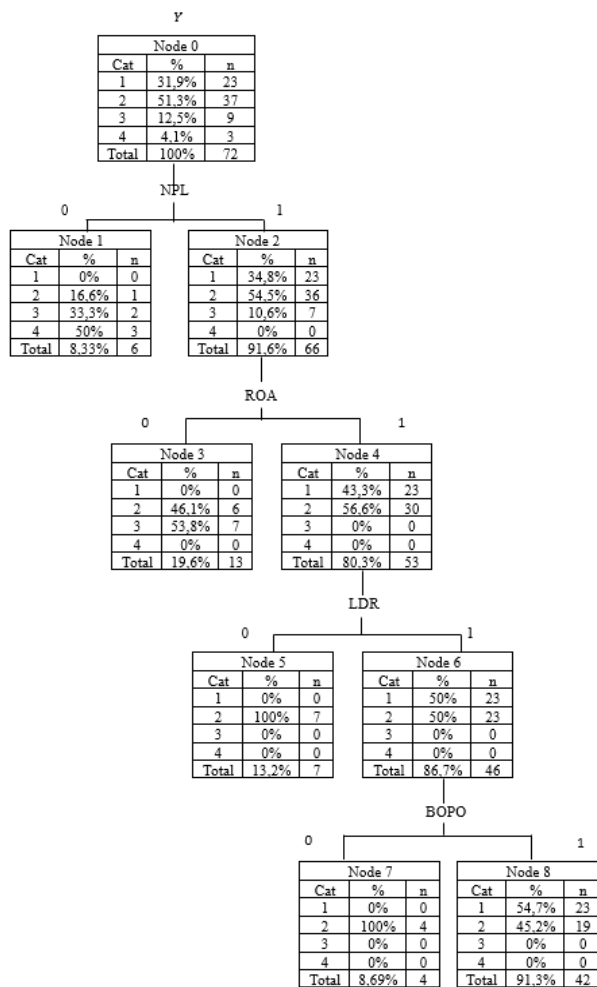 Y
Node 0
Cat % n
1 31,9% 23
2 51,3% 37
3 12,5% 9
4 4,1% 3
Total 100% 72
NPL
0 1
Node 1
Cat % n
1 0% 0
2 16,6% 1
3 33,3% 2
4 50% 3
Total 8,33% 6
Node 2
Cat % n
1 34,8% 23
2 54,5% 36
3 10,6% 7
4 0% 0
Total 91,6% 66
ROA
0 1
Node 3
Cat % n
1 0% 0
2 46,1% 6
3 53,8% 7
4 0% 0
Total 19,6% 13
Node 4
Cat % n
1 43,3% 23
2 56,6% 30
3 0% 0
4 0% 0
Total 80,3% 53
LDR
0 1
Node 5
Cat % n
1 0% 0
2 100% 7
3 0% 0
4 0% 0
Total 13,2% 7
Node 6
Cat % n
1 50% 23
2 50% 23
3 0% 0
4 0% 0
Total 86,7% 46
BOPO
0 1
Node 7
Cat % n
1 0% 0
2 100% 4
3 0% 0
4 0% 0
Total 8,69% 4
Node 8
Cat % n
1 54,7% 23
2 45,2% 19
3 0% 0
4 0% 0
Total 91,3% 42